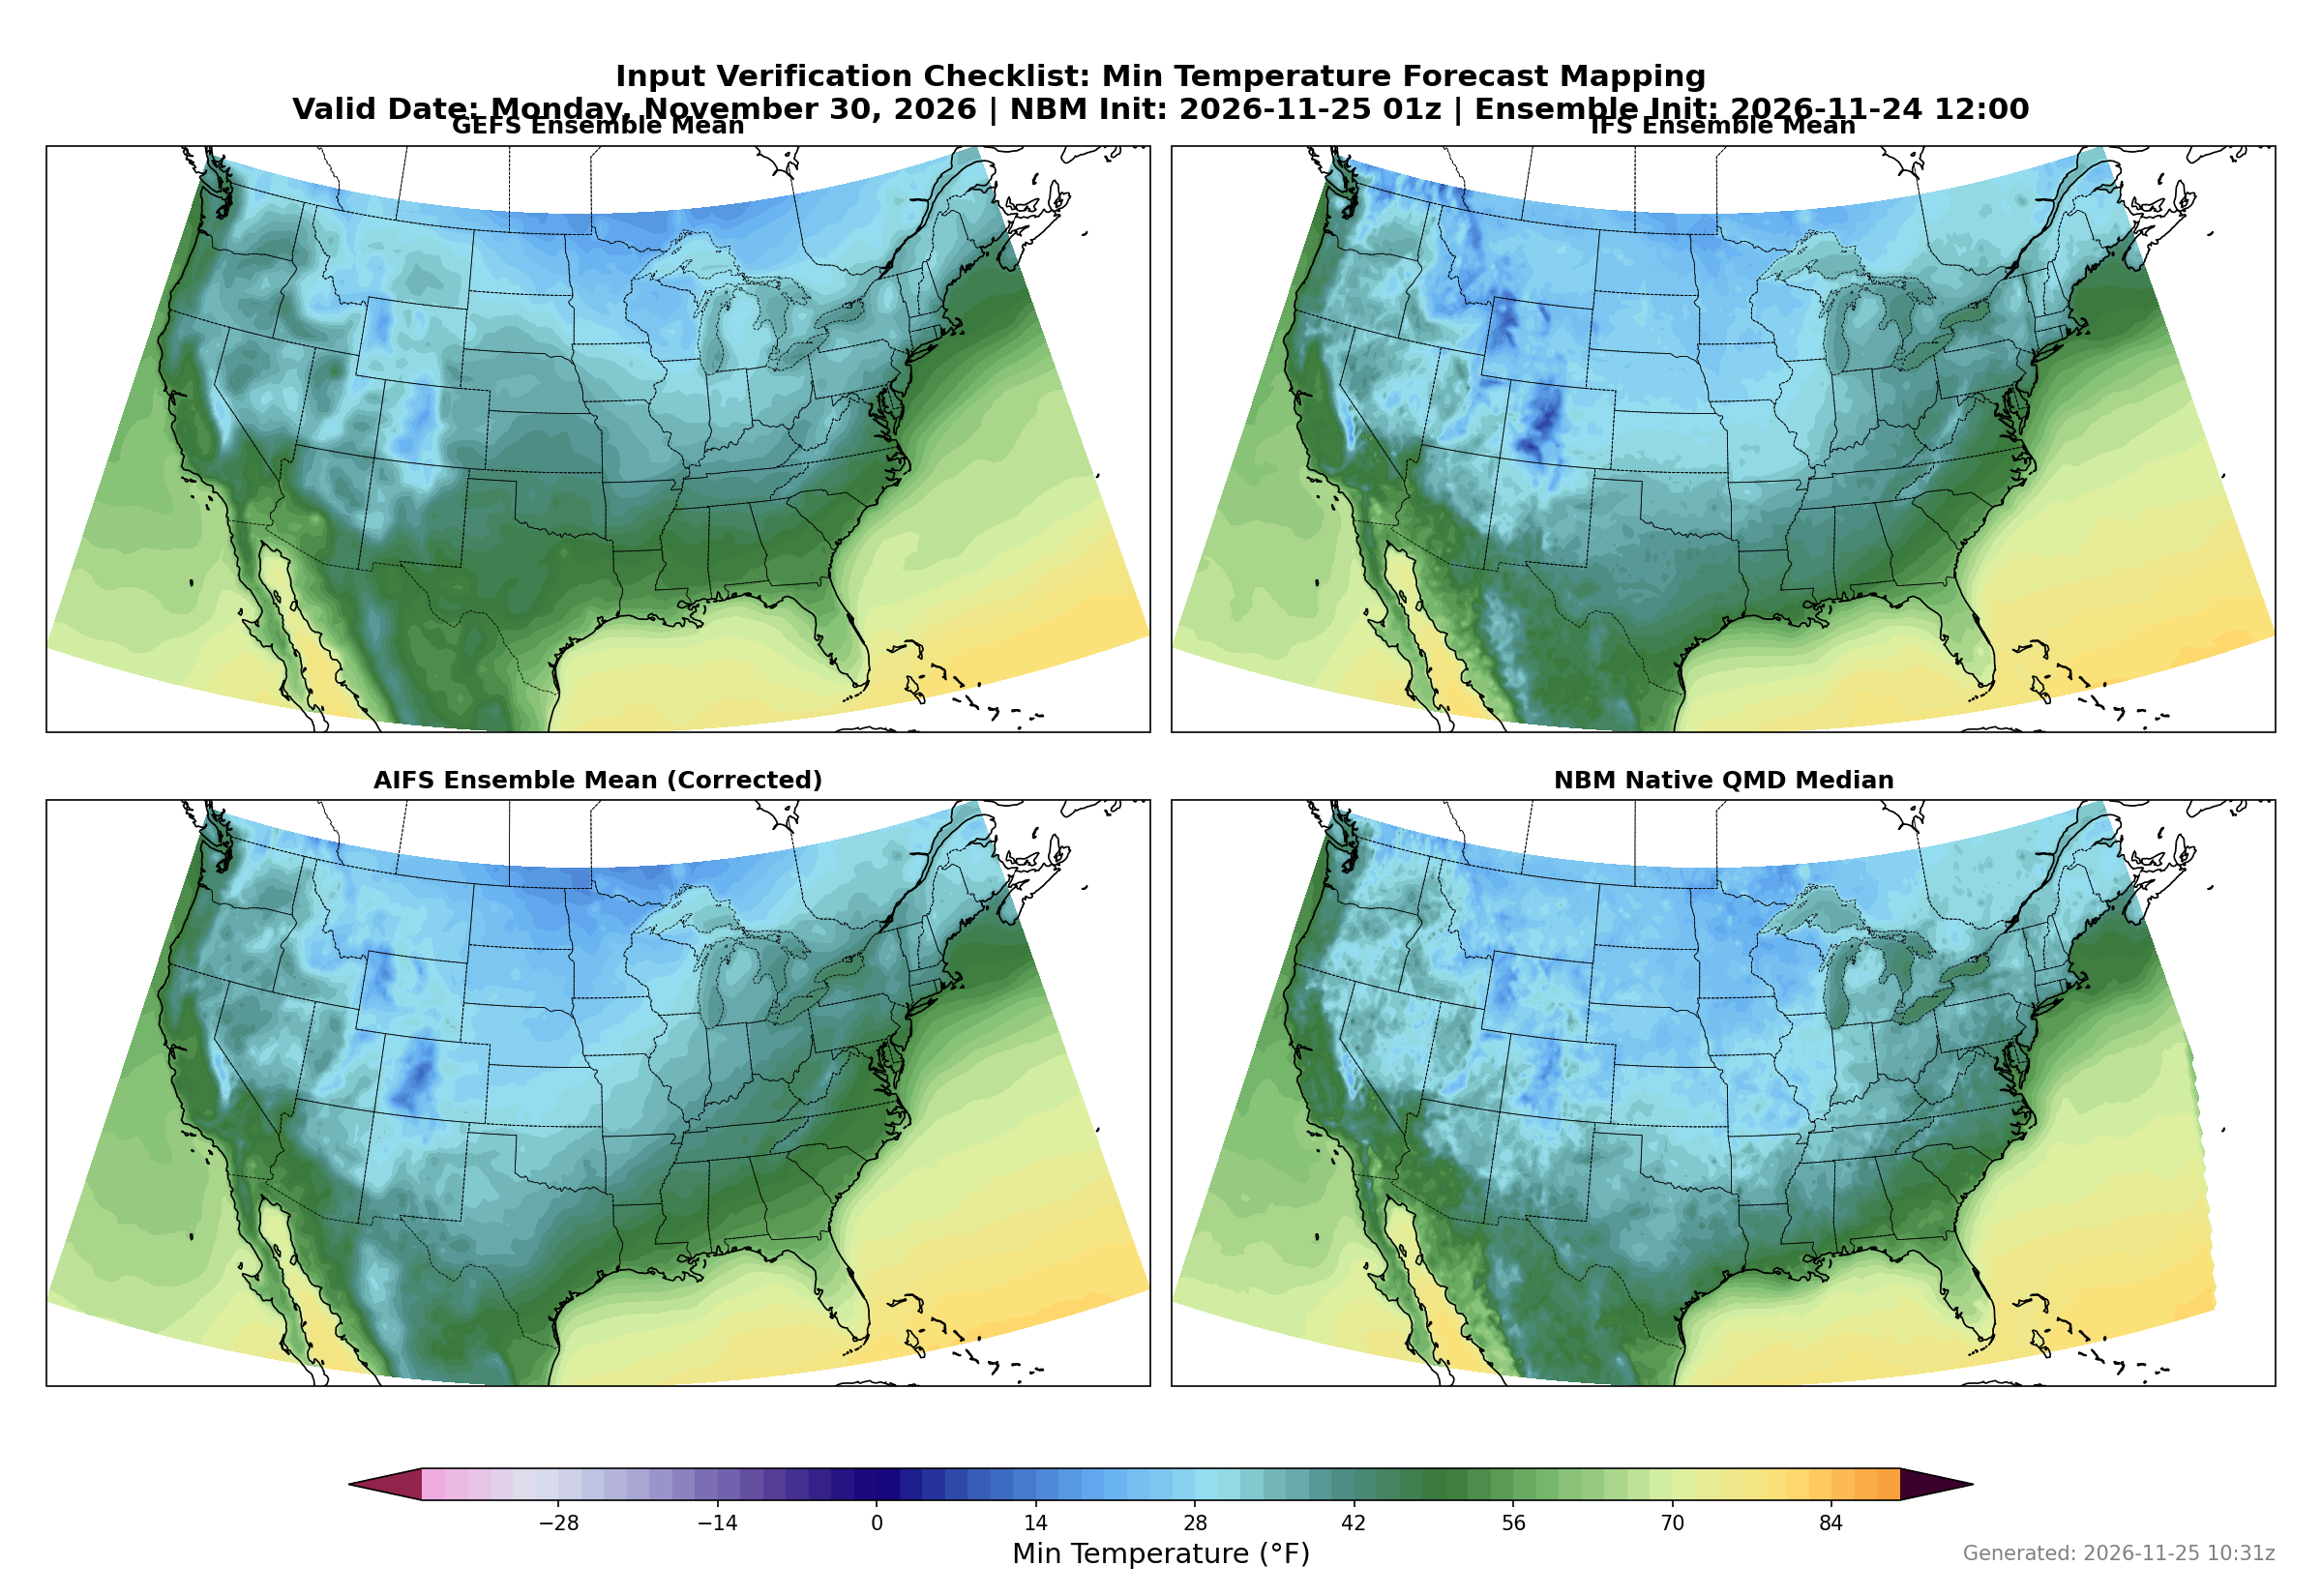 Input Verification Checklist: Min Temperature Forecast Mapping
Valid Date: Monday, November 30, 2026 | NBM Init: 2026-11-25 01z | Ensemble Init: 2026-11-24 12:00
GEFS Ensemble Mean
IFS Ensemble Mean
AIFS Ensemble Mean (Corrected)
NBM Native QMD Median
−28 −14 0 14 28 42 56 70 84
Min Temperature (°F)
Generated: 2026-11-25 10:31z